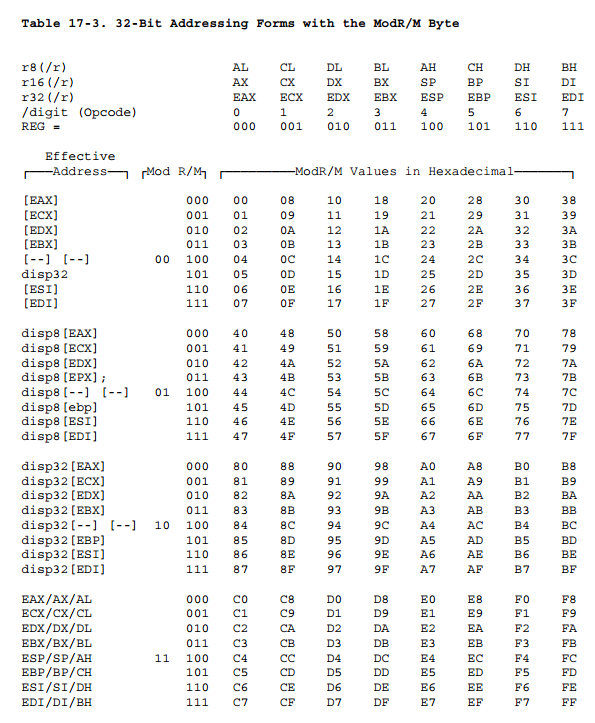 Table 17-3. 32-Bit Addressing Forms with the ModR/M Byte
r8(/r) AL CL DL BL AH CH DH BH
r16(/r) AX CX DX BX SP BP SI DI
r32(/r) EAX ECX EDX EBX ESP EBP ESI EDI
/digit (Opcode) 0 1 2 3 4 5 6 7
REG = 000 001 010 011 100 101 110 111
Effective
Address Mod R/M ModR/M Values in Hexadecimal
[EAX] 000 00 08 10 18 20 28 30 38
[ECX] 001 01 09 11 19 21 29 31 39
[EDX] 010 02 0A 12 1A 22 2A 32 3A
[EBX] 011 03 0B 13 1B 23 2B 33 3B
[--] [--] 00 100 04 0C 14 1C 24 2C 34 3C
disp32 101 05 0D 15 1D 25 2D 35 3D
[ESI] 110 06 0E 16 1E 26 2E 36 3E
[EDI] 111 07 0F 17 1F 27 2F 37 3F
disp8[EAX] 000 40 48 50 58 60 68 70 78
disp8[ECX] 001 41 49 51 59 61 69 71 79
disp8[EDX] 010 42 4A 52 5A 62 6A 72 7A
disp8[EPX]; 011 43 4B 53 5B 63 6B 73 7B
disp8[--] [--] 01 100 44 4C 54 5C 64 6C 74 7C
disp8[ebp] 101 45 4D 55 5D 65 6D 75 7D
disp8[ESI] 110 46 4E 56 5E 66 6E 76 7E
disp8[EDI] 111 47 4F 57 5F 67 6F 77 7F
disp32[EAX] 000 80 88 90 98 A0 A8 B0 B8
disp32[ECX] 001 81 89 91 99 A1 A9 B1 B9
disp32[EDX] 010 82 8A 92 9A A2 AA B2 BA
disp32[EBX] 011 83 8B 93 9B A3 AB B3 BB
disp32[--] [--] 10 100 84 8C 94 9C A4 AC B4 BC
disp32[EBP] 101 85 8D 95 9D A5 AD B5 BD
disp32[ESI] 110 86 8E 96 9E A6 AE B6 BE
disp32[EDI] 111 87 8F 97 9F A7 AF B7 BF
EAX/AX/AL 000 C0 C8 D0 D8 E0 E8 F0 F8
ECX/CX/CL 001 C1 C9 D1 D9 E1 E9 F1 F9
EDX/DX/DL 010 C2 CA D2 DA E2 EA F2 FA
EBX/BX/BL 011 C3 CB D3 DB E3 EB F3 FB
ESP/SP/AH 11 100 C4 CC D4 DC E4 EC F4 FC
EBP/BP/CH 101 C5 CD D5 DD E5 ED F5 FD
ESI/SI/DH 110 C6 CE D6 DE E6 EE F6 FE
EDI/DI/BH 111 C7 CF D7 DF E7 EF F7 FF